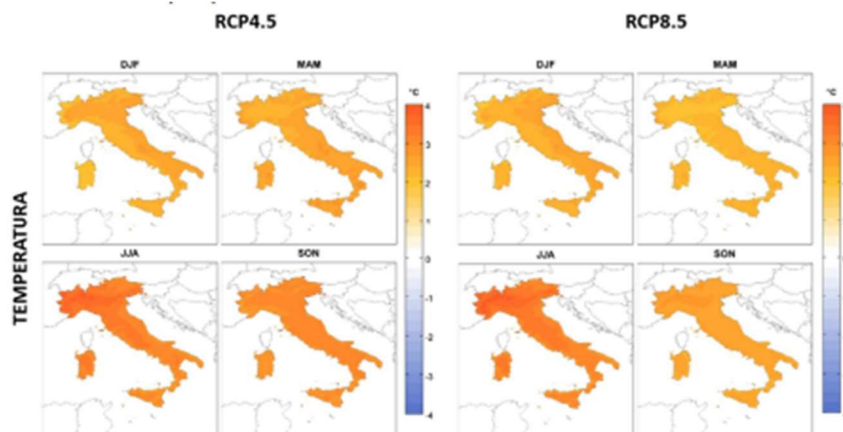 RCP4.5 RCP8.5
DJF MAM DJF MAM
°C °C
4
3
2
1
0
-1
-2
-3
-4
TEMPERATURA
JJA SON JJA SON